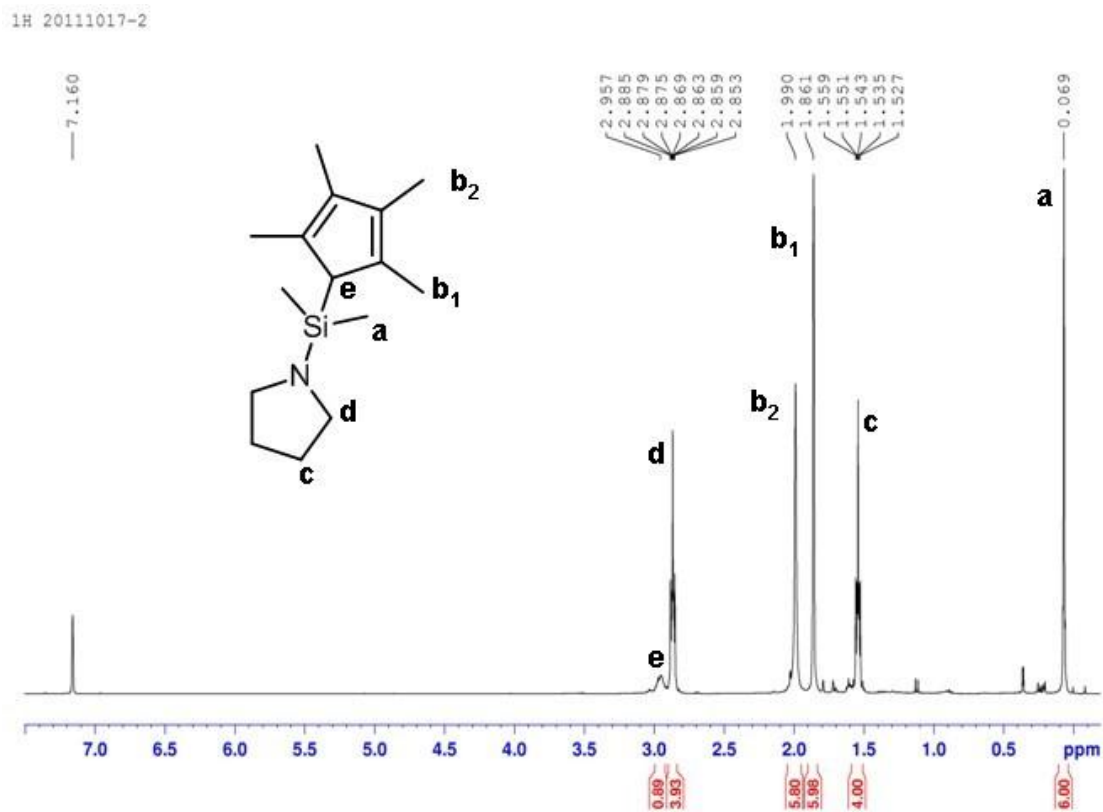 1H 20111017-2
7.160
2.957
2.885
2.879
2.875
2.869
2.863
2.859
2.853
1.990
1.861
1.559
1.551
1.543
1.535
1.527
0.069
b2
e
b1
Si
a
N
d
c
a
b1
b2
c
d
e
7.0 6.5 6.0 5.5 5.0 4.5 4.0 3.5 3.0 2.5 2.0 1.5 1.0 0.5 ppm
0.89
3.93
5.80
5.98
4.00
6.00